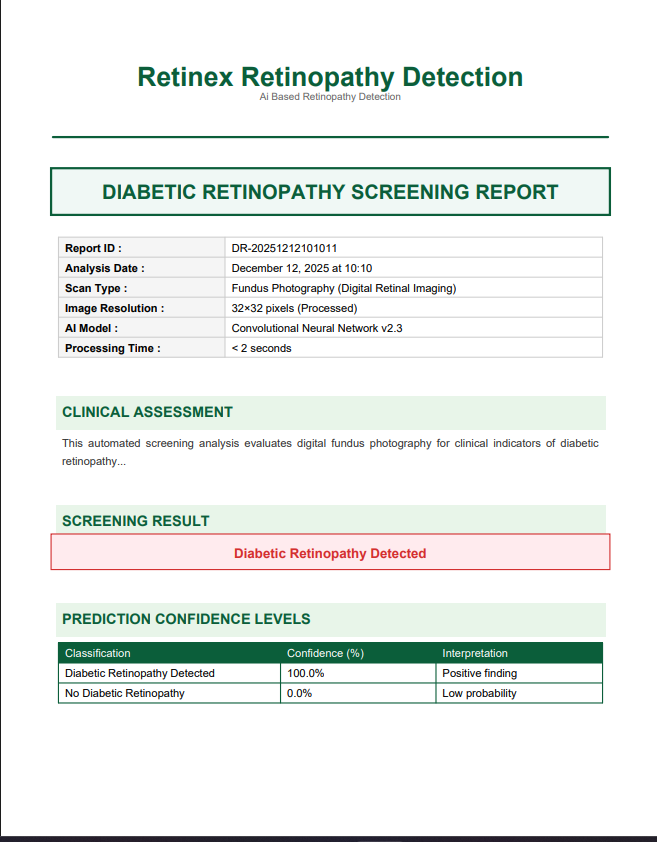 Retinex Retinopathy Detection
Ai Based Retinopathy Detection
DIABETIC RETINOPATHY SCREENING REPORT
Report ID : DR-20251212101011
Analysis Date : December 12, 2025 at 10:10
Scan Type : Fundus Photography (Digital Retinal Imaging)
Image Resolution : 32×32 pixels (Processed)
AI Model : Convolutional Neural Network v2.3
Processing Time : < 2 seconds
CLINICAL ASSESSMENT
This automated screening analysis evaluates digital fundus photography for clinical indicators of diabetic
retinopathy...
SCREENING RESULT
Diabetic Retinopathy Detected
PREDICTION CONFIDENCE LEVELS
Classification Confidence (%) Interpretation
Diabetic Retinopathy Detected 100.0% Positive finding
No Diabetic Retinopathy 0.0% Low probability